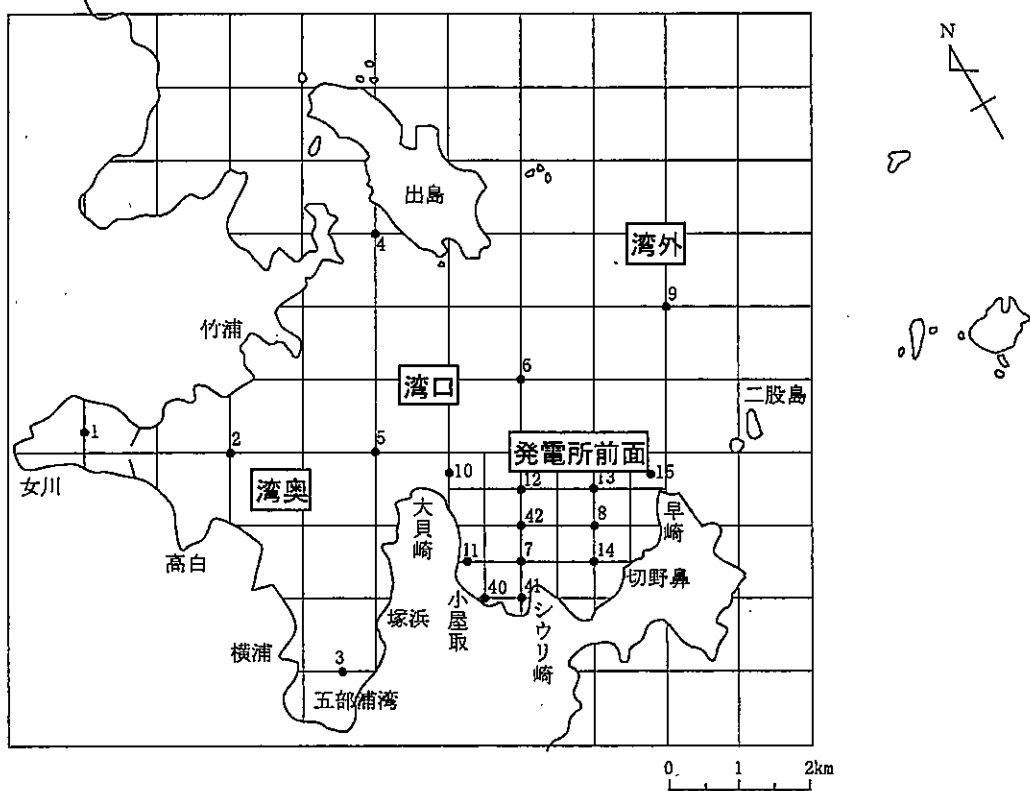 N
出島
4
湾外
9
竹浦
6
湾口
二股島
1
2
5
発電所前面
10
12
13
15
女川
湾奥
大貝崎
42
8
早崎
高白
11
7
14
切野鼻
40
41
小屋取
シウリ崎
塚浜
横浦
3
五部浦湾
0 1 2km